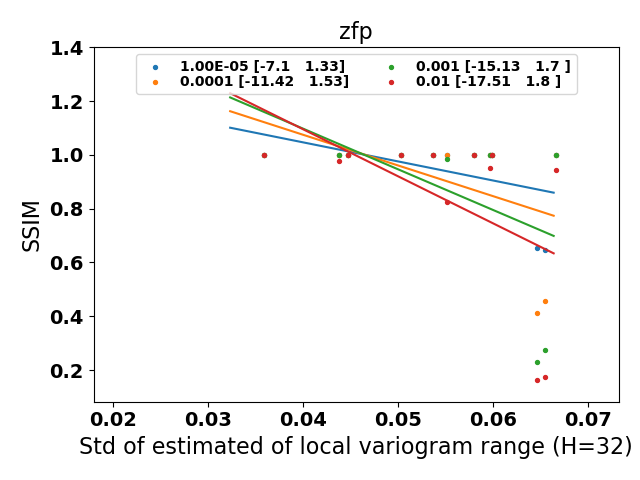 zfp
1.00E-05 [-7.1   1.33]
0.0001 [-11.42   1.53]
0.001 [-15.13   1.7 ]
0.01 [-17.51   1.8 ]
1.4
1.2
1.0
0.8
0.6
0.4
0.2
SSIM
0.02 0.03 0.04 0.05 0.06 0.07
Std of estimated of local variogram range (H=32)